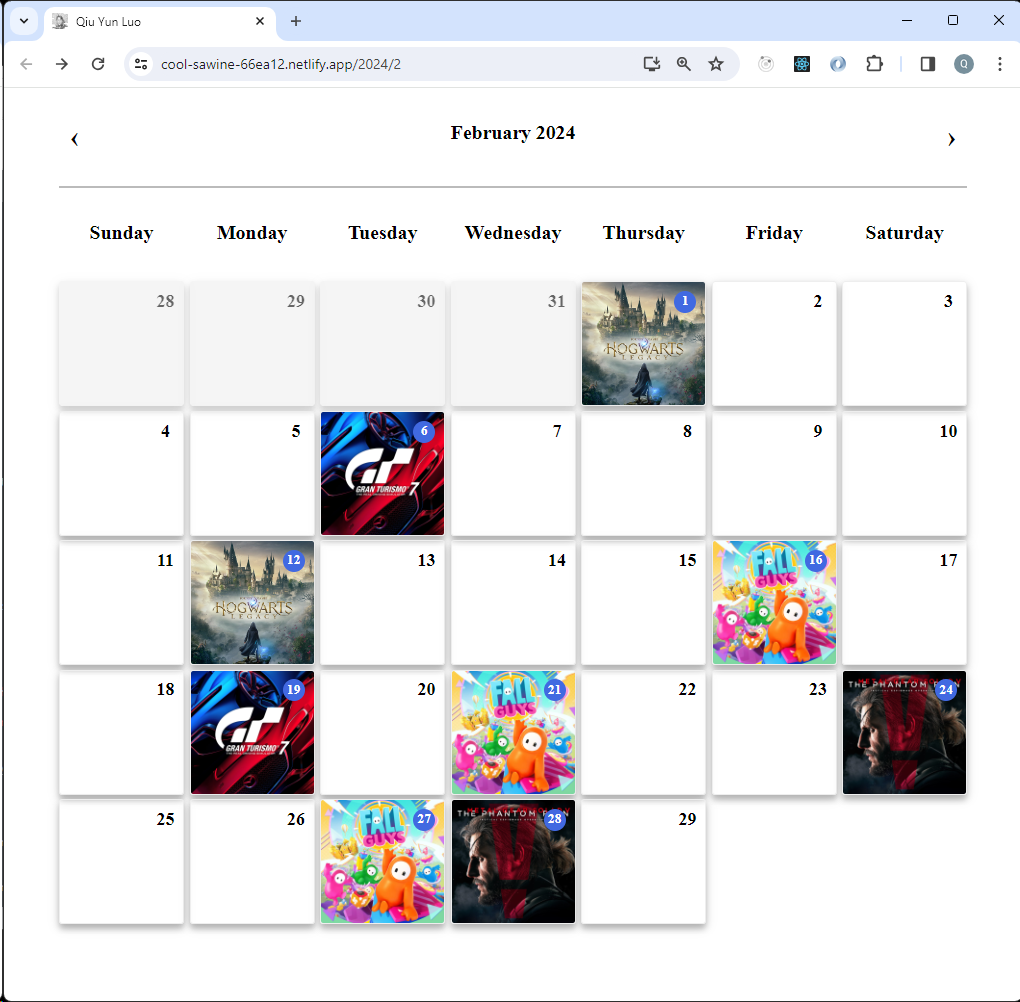 Qiu Yun Luo
cool-sawine-66ea12.netlify.app/2024/2
Q
‹ February 2024 ›
Sunday Monday Tuesday Wednesday Thursday Friday Saturday
28 29 30 31 1 2 3
HOGWARTS
LEGACY
4 5 6 7 8 9 10
GT
GRAN TURISMO 7
11 12 13 14 15 16 17
HOGWARTS
LEGACY
FALL
GUYS
18 19 20 21 22 23 24
GRAN TURISMO 7
FALL
GUYS
THE PHANTOM
25 26 27 28 29
FALL
GUYS
THE PHANTOM